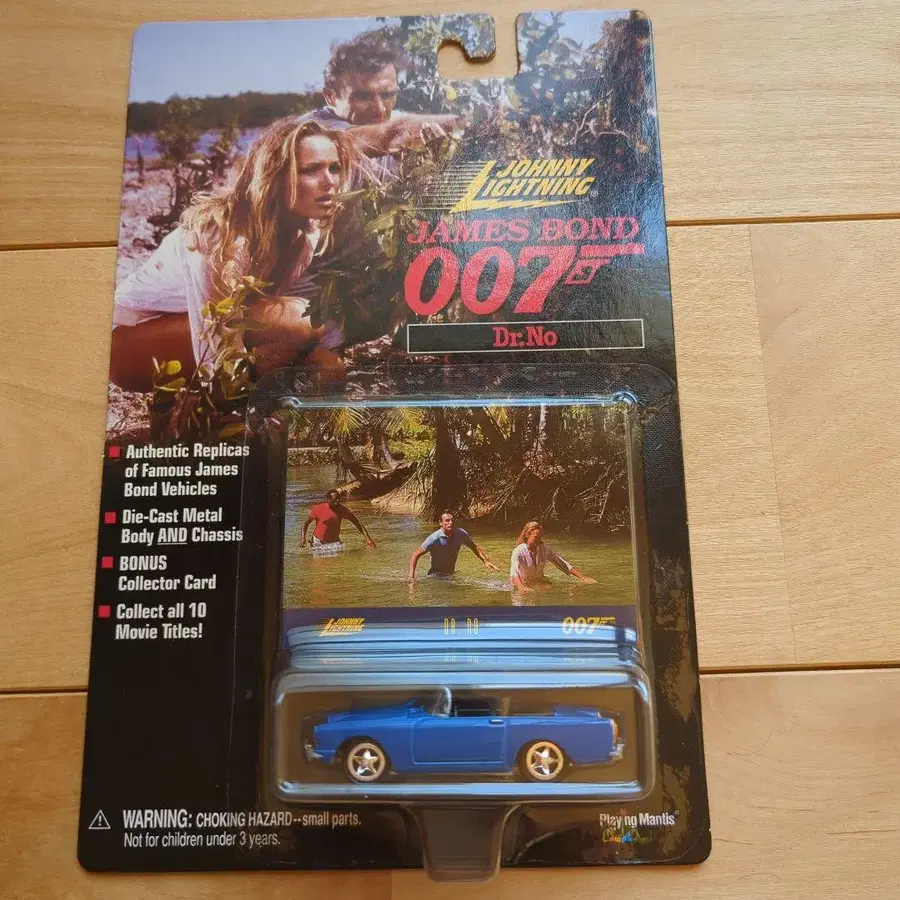 JOHNNY
LIGHTNING®
JAMES BOND
007
Dr. No
Authentic Replicas
of Famous James
Bond Vehicles
Die-Cast Metal
Body AND Chassis
BONUS
Collector Card
Collect all 10
Movie Titles!
JOHNNY
LIGHTNING
007
WARNING: CHOKING HAZARD--small parts.
Not for children under 3 years.
Playing Mantis